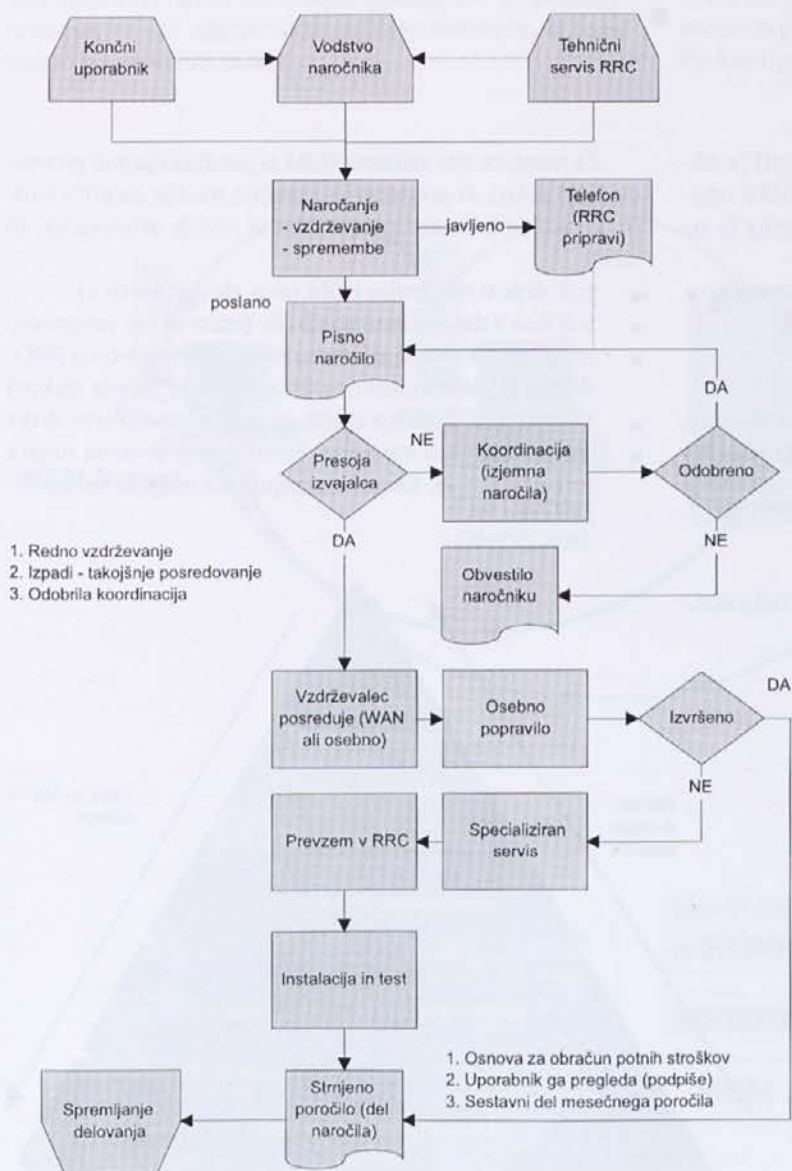 Končni
uporabnik
Vodstvo
naročnika
Tehnični
servis RRC
Naročanje
- vzdrževanje
- spremembe
javljeno
Telefon
(RRC
pripravi)
poslano
Pisno
naročilo
DA
Presoja
izvajalca
NE
Koordinacija
(izjemna
naročila)
Odobreno
DA
NE
1. Redno vzdrževanje
2. Izpadi - takojšnje posredovanje
3. Odobrila koordinacija
Obvestilo
naročniku
Vzdrževalec
posreduje (WAN
ali osebno)
Osebno
popravilo
Izvršeno
DA
NE
Prevzem v RRC
Specializiran
servis
Instalacija in test
1. Osnova za obračun potnih stroškov
2. Uporabnik ga pregleda (podpiše)
3. Sestavni del mesečnega poročila
Strnjeno
poročilo (del
naročila)
Spremljanje
delovanja